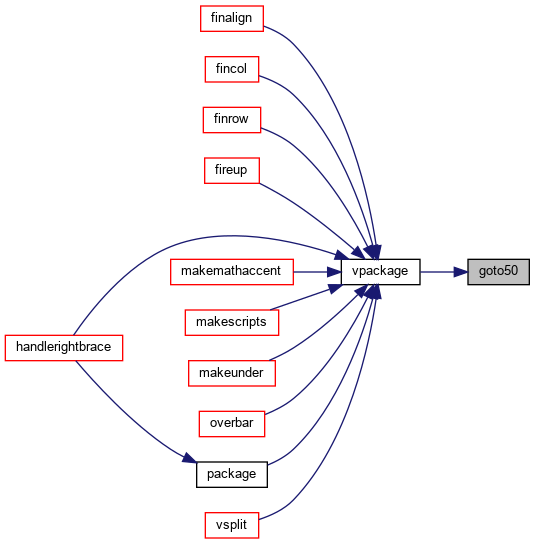 finalign
fincol
finrow
fireup
vpackage
goto50
makemathaccent
makescripts
handlerightbrace
makeunder
overbar
package
vsplit